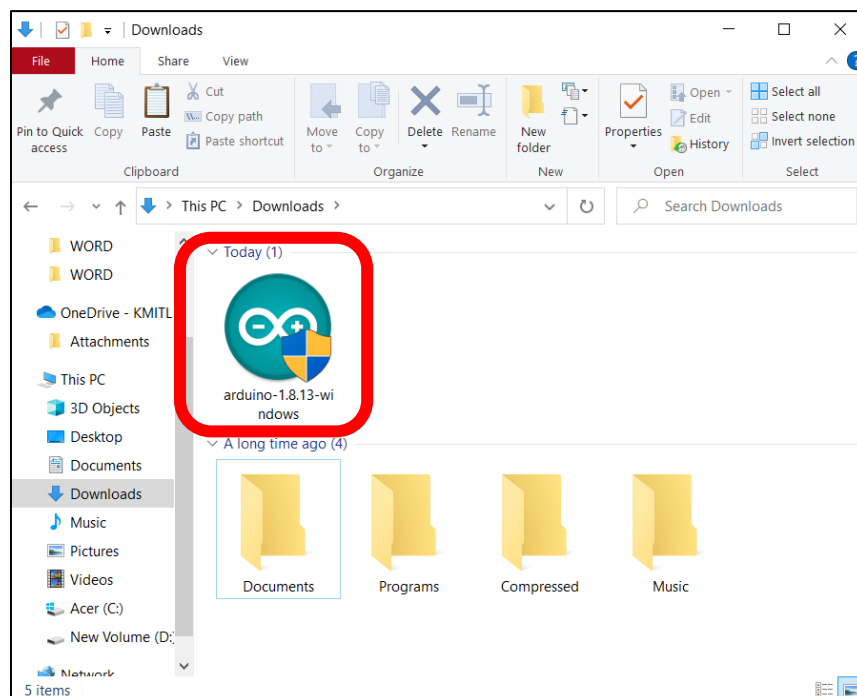 Downloads
File Home Share View
Pin to Quick access
Copy
Paste
Cut
Copy path
Paste shortcut
Clipboard
Move to
Copy to
Delete
Rename
Organize
New folder
New
Properties
Open
Edit
History
Open
Select all
Select none
Invert selection
Select
This PC > Downloads >
Search Downloads
WORD
WORD
OneDrive - KMITL
Attachments
This PC
3D Objects
Desktop
Documents
Downloads
Music
Pictures
Videos
Acer (C:)
New Volume (D:
Network
Today (1)
arduino-1.8.13-wi
ndows
A long time ago (4)
Documents
Programs
Compressed
Music
5 items